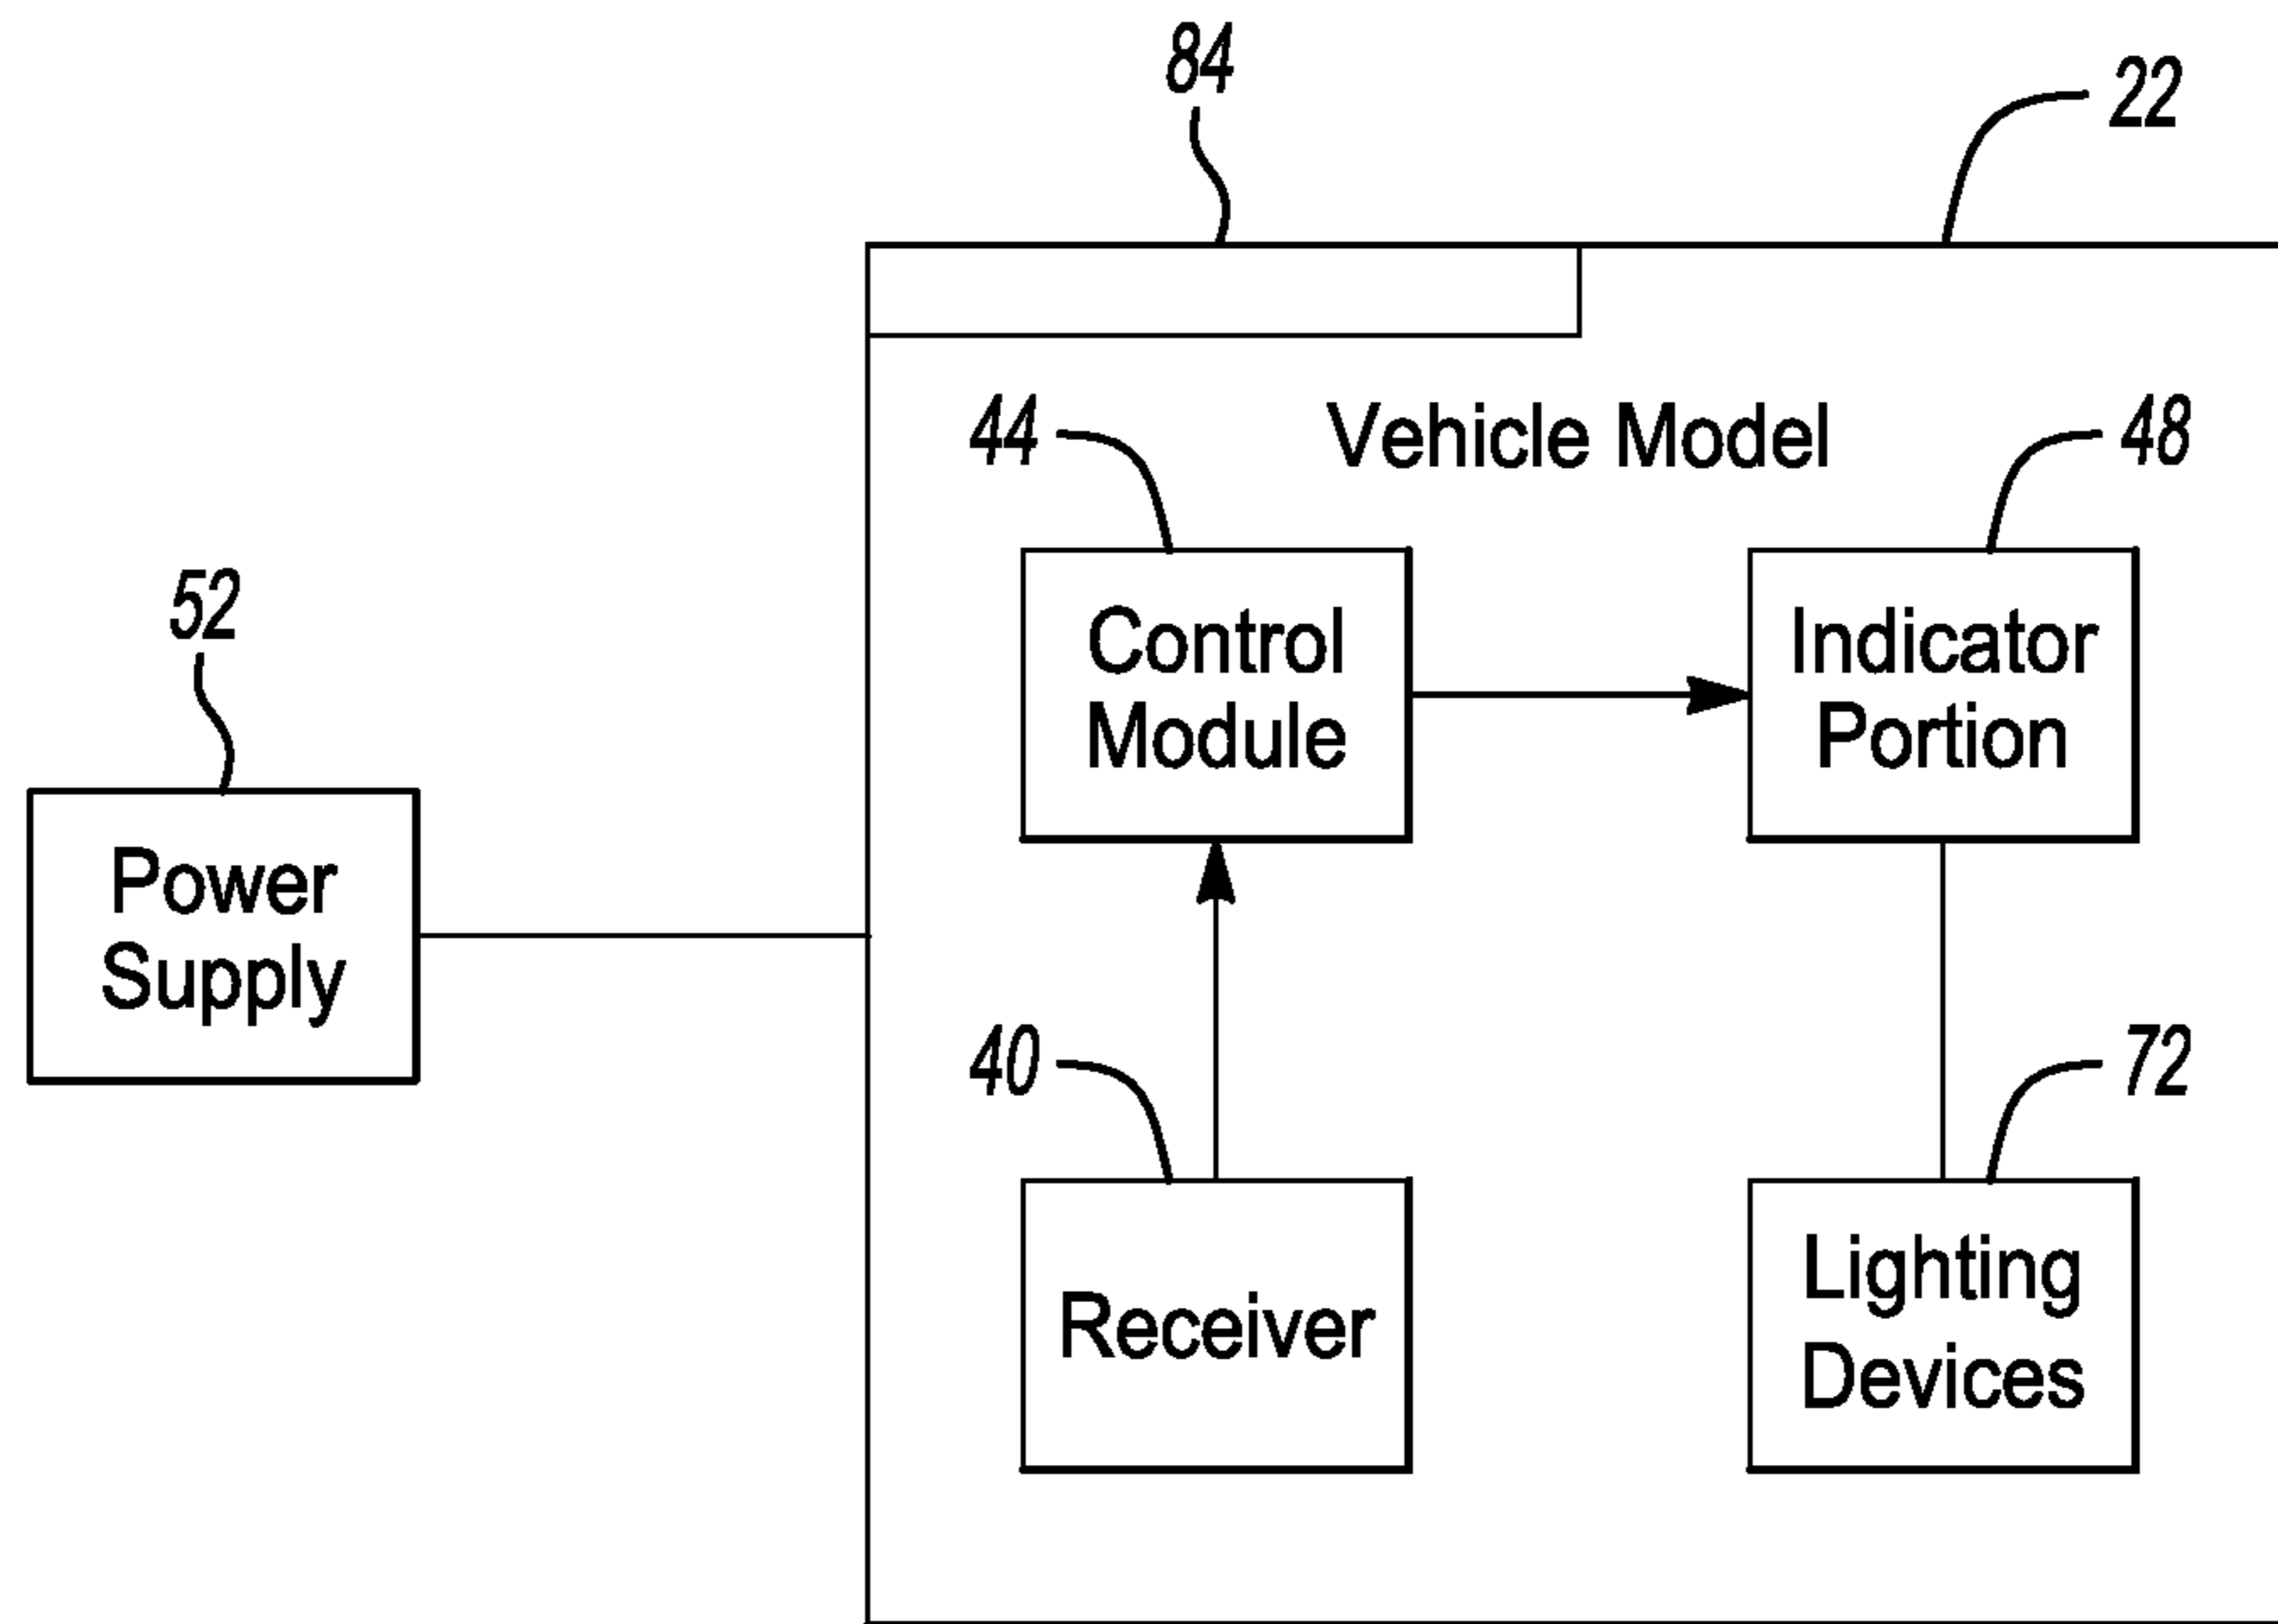 84
22
Vehicle Model
44
48
Control
Module
Indicator
Portion
52
Power
Supply
40
72
Receiver
Lighting
Devices